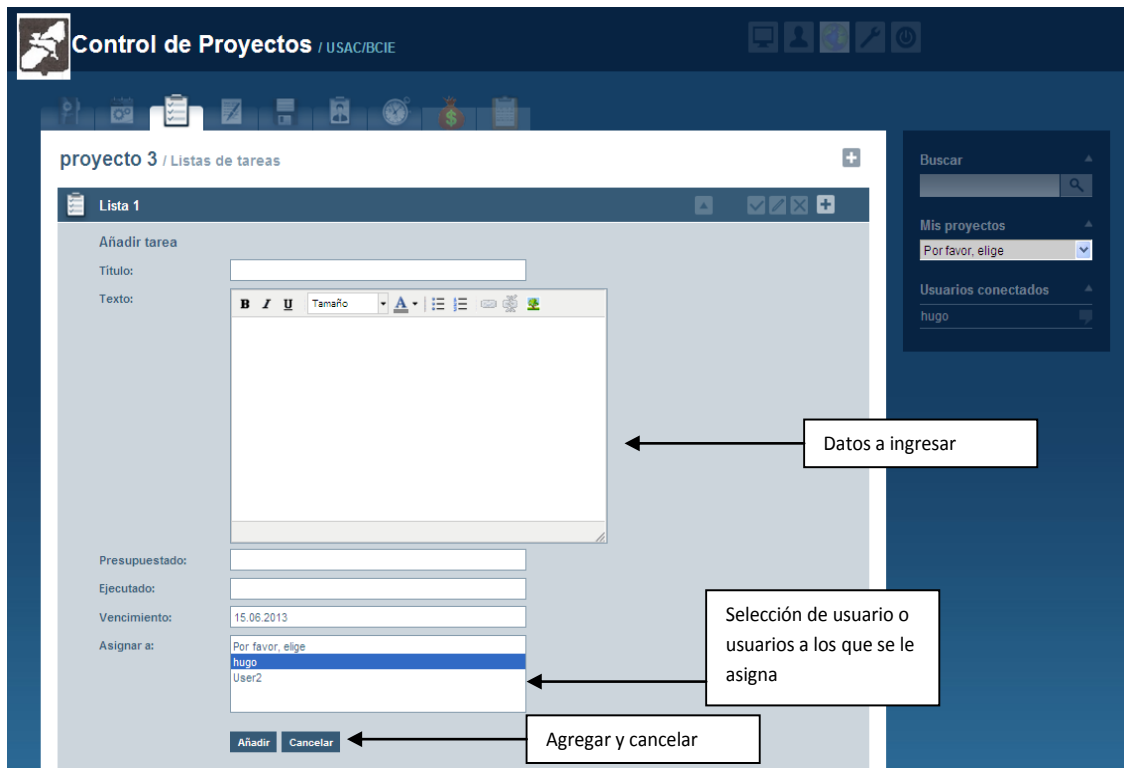 Control de Proyectos / USAC/BCIE
proyecto 3 / Listas de tareas
Lista 1
Añadir tarea
Título:
Texto:
B I U Tamaño A
Presupuestado:
Ejecutado:
Vencimiento: 15.06.2013
Asignar a: Por favor, elige
hugo
User2
Añadir Cancelar
Buscar
Mis proyectos
Por favor, elige
Usuarios conectados
hugo
Datos a ingresar
Selección de usuario o
usuarios a los que se le
asigna
Agregar y cancelar